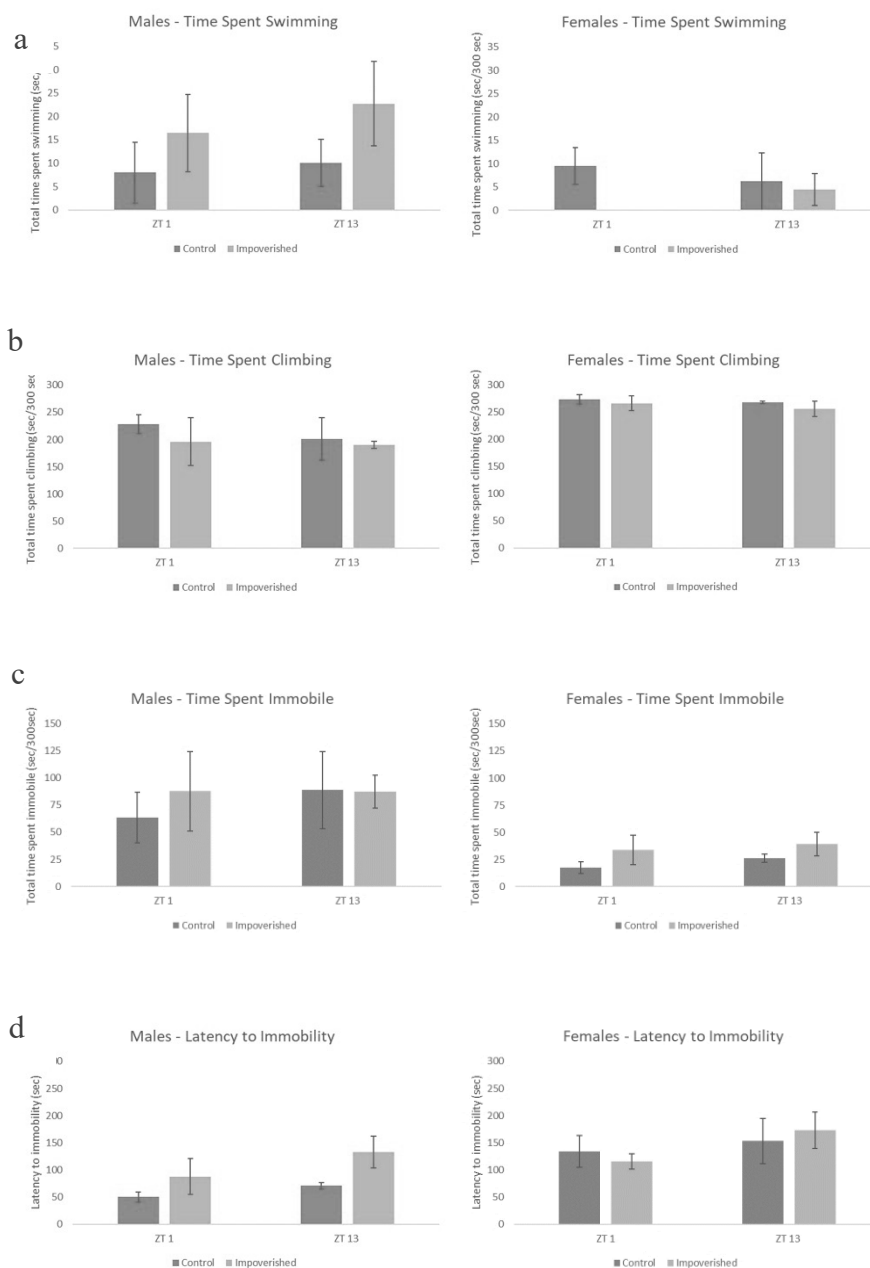 a
Males - Time Spent Swimming
Total time spent swimming (sec,
5
0
25
20
15
10
5
0
ZT 1
ZT 13
Control
Impoverished
Females - Time Spent Swimming
Total time spent swimming (sec/300 sec)
35
30
25
20
15
10
5
0
ZT 1
ZT 13
Control
Impoverished
b
Males - Time Spent Climbing
Total time spent climbing (sec/300 sec
300
250
200
150
100
50
0
ZT 1
ZT 13
Control
Impoverished
Females - Time Spent Climbing
Total time spent climbing (sec/300 sec)
300
250
200
150
100
50
0
ZT 1
ZT 13
Control
Impoverished
c
Males - Time Spent Immobile
Total time spent immobile (sec/300sec)
150
125
100
75
50
25
0
ZT 1
ZT 13
Control
Impoverished
Females - Time Spent Immobile
Total time spent immobile (sec/300sec)
150
125
100
75
50
25
0
ZT 1
ZT 13
Control
Impoverished
d
Males - Latency to Immobility
Latency to immobility (sec)
0
250
200
150
100
50
0
ZT 1
ZT 13
Control
Impoverished
Females - Latency to Immobility
Latency to immobility (sec)
300
250
200
150
100
50
0
ZT 1
ZT 13
Control
Impoverished